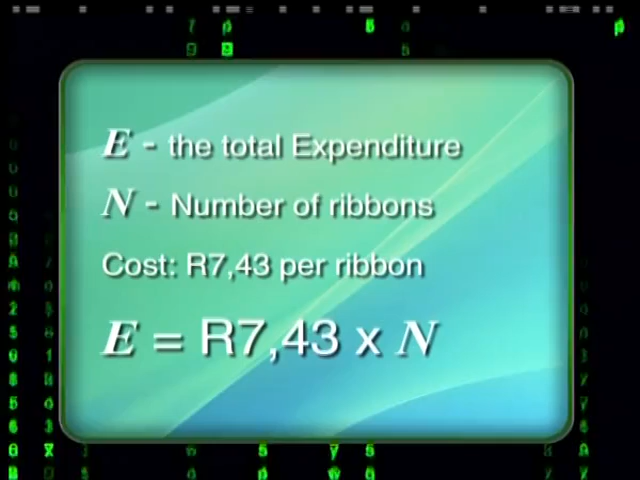 E - the total Expenditure
N - Number of ribbons
Cost: R7,43 per ribbon
E = R7,43 x N